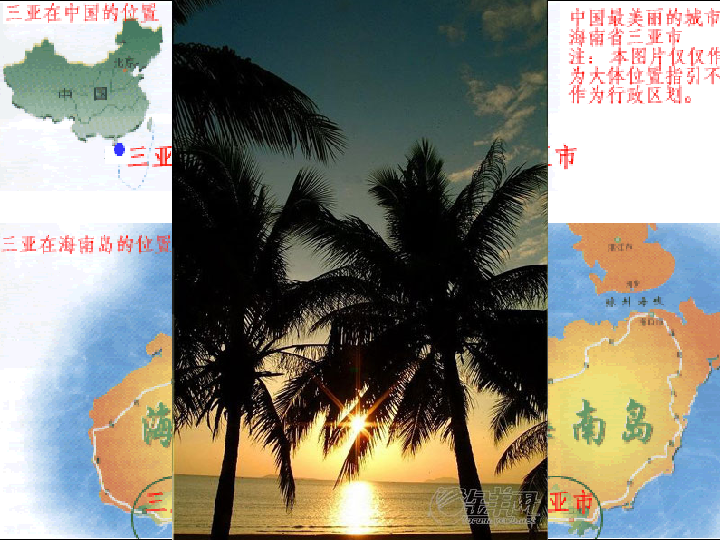 三亚在中国的位置
北京
中国
三亚
中国最美丽的城市
海南省三亚市
注：本图片仅仅作
为大体位置指引不
作为行政区划。
亚市
三亚在海南岛的位置
湛江市
琼州海峡
海口市
海
南岛
三
亚市